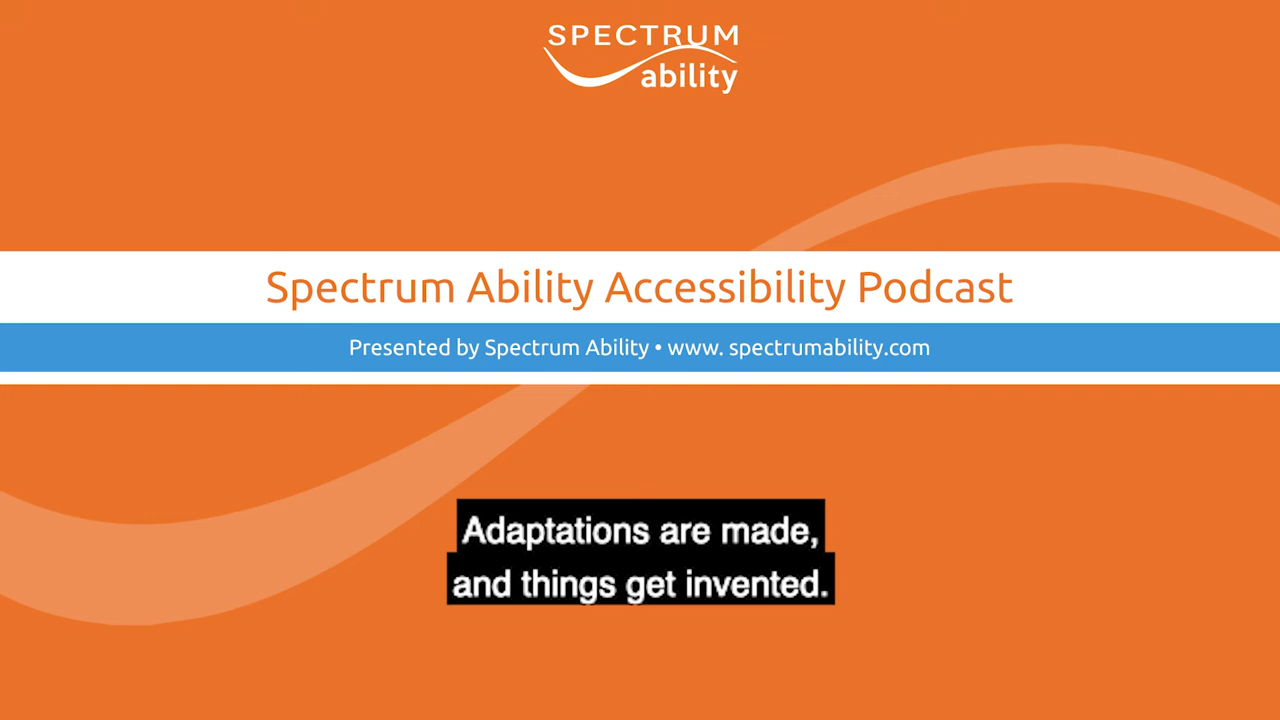 SPECTRUM
ability
Spectrum Ability Accessibility Podcast
Presented by Spectrum Ability • www. spectrumability.com
Adaptations are made,
and things get invented.